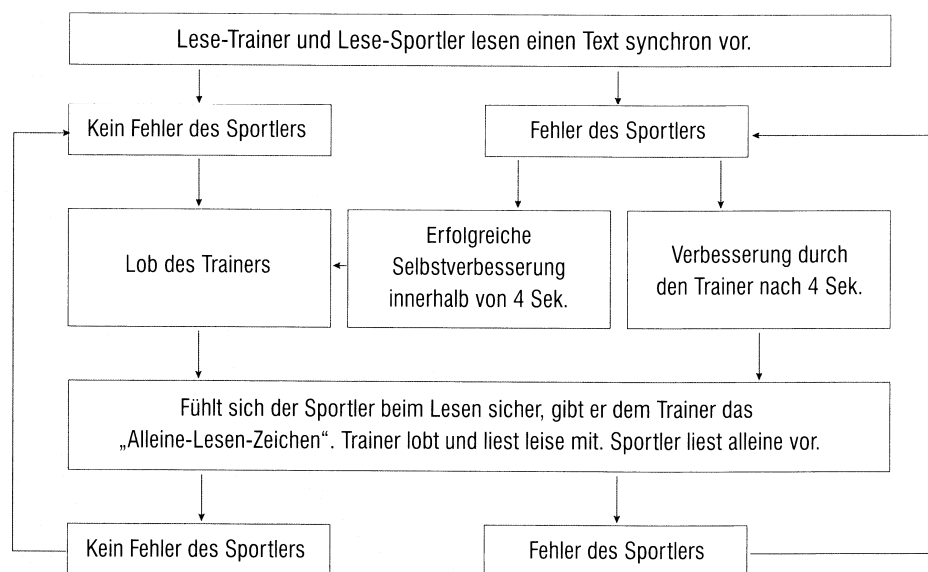 Lese-Trainer und Lese-Sportler lesen einen Text synchron vor.
Kein Fehler des Sportlers
Fehler des Sportlers
Lob des Trainers
Erfolgreiche
Selbstverbesserung
innerhalb von 4 Sek.
Verbesserung durch
den Trainer nach 4 Sek.
Fühlt sich der Sportler beim Lesen sicher, gibt er dem Trainer das
„Alleine-Lesen-Zeichen“. Trainer lobt und liest leise mit. Sportler liest alleine vor.
Kein Fehler des Sportlers
Fehler des Sportlers